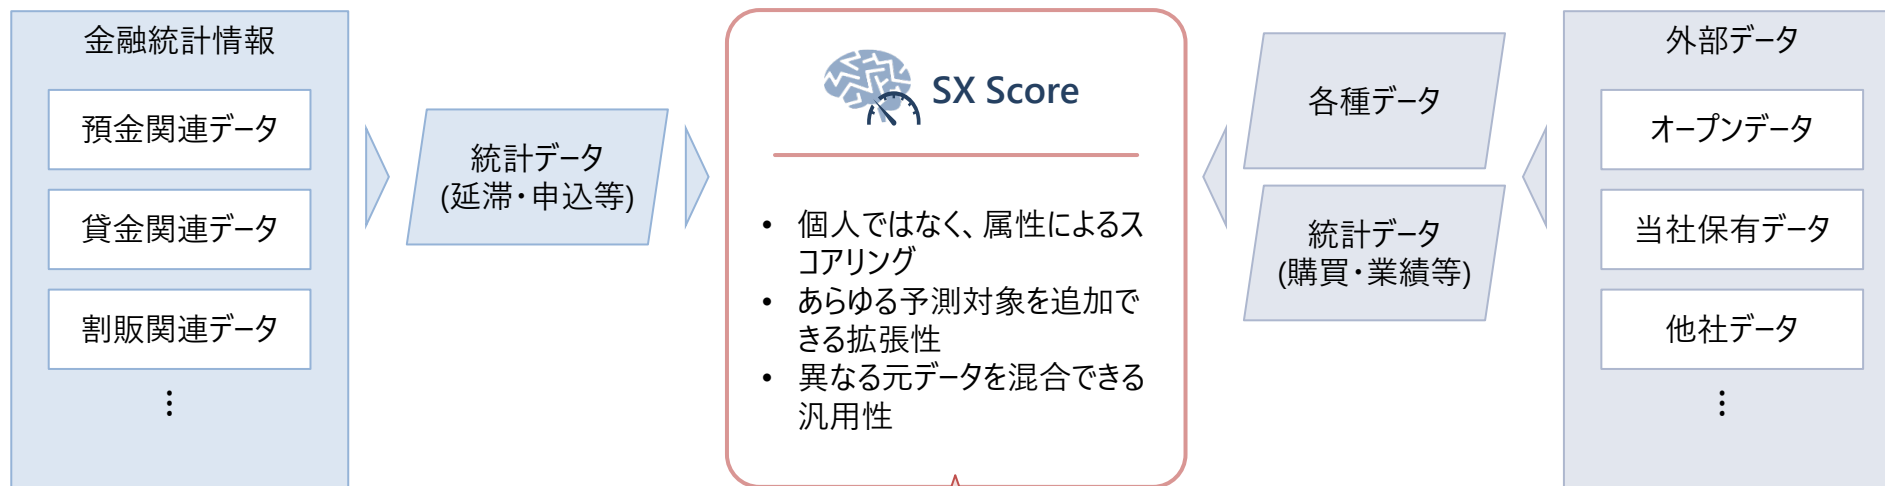 金融統計情報
預金関連データ
貸金関連データ
割販関連データ
⋮
統計データ
(延滞・申込等)
SX Score
• 個人ではなく、属性によるス
コアリング
• あらゆる予測対象を追加で
きる拡張性
• 異なる元データを混合できる
汎用性
各種データ
統計データ
(購買・業績等)
外部データ
オープンデータ
当社保有データ
他社データ
⋮